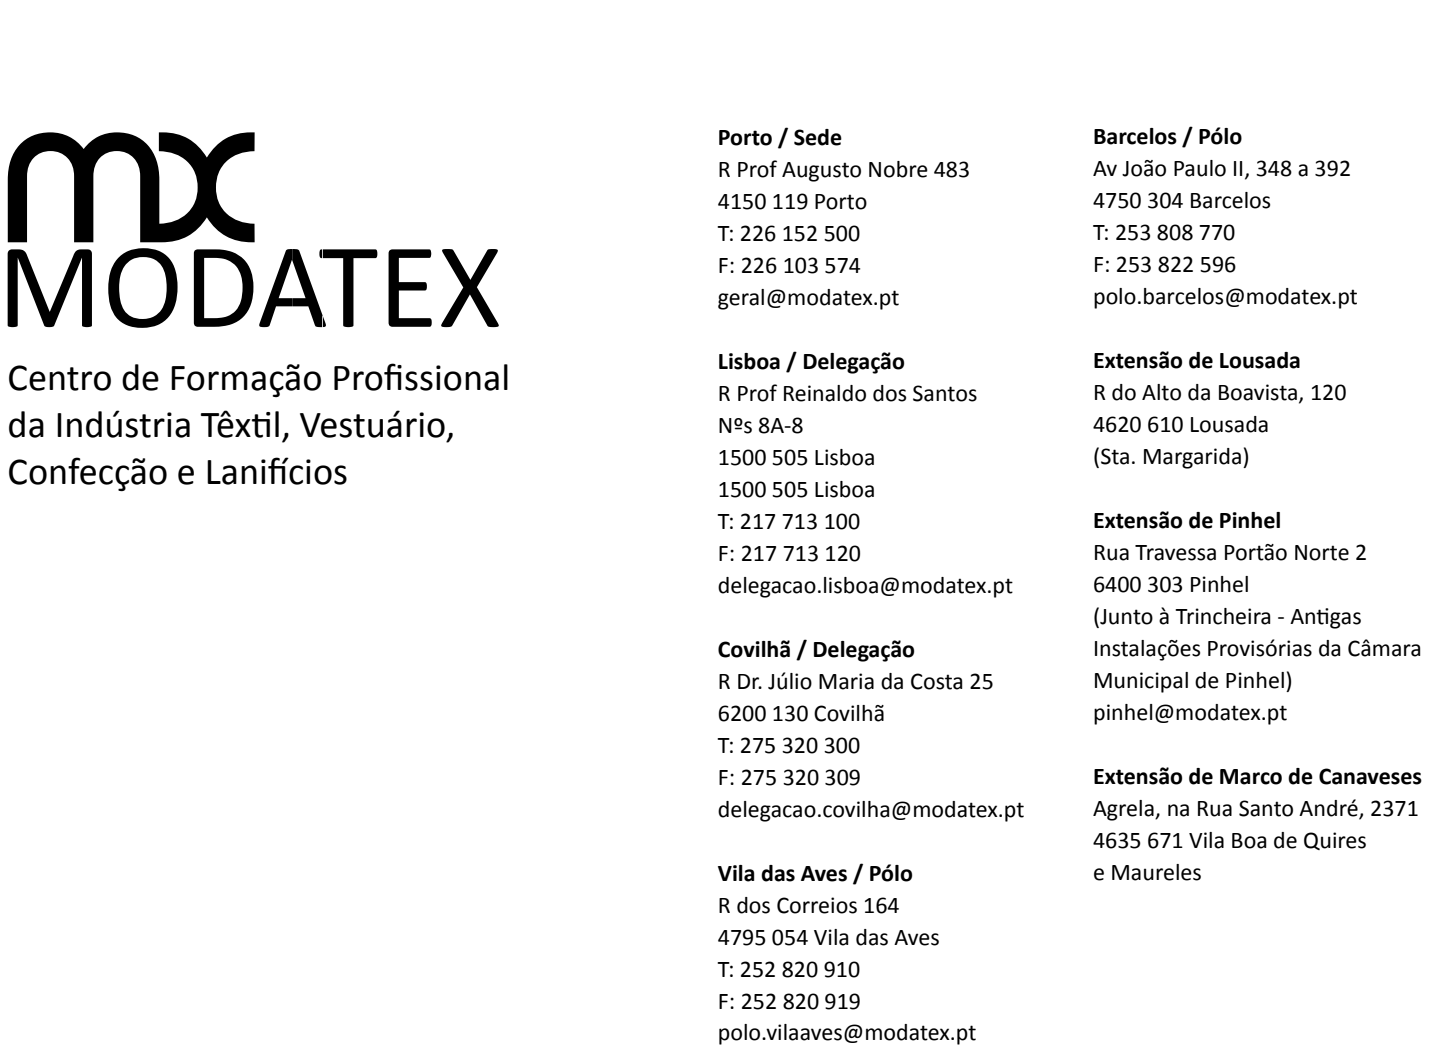 mx
MODATEX
Centro de Formação Profissional
da Indústria Têxtil, Vestuário,
Confecção e Lanifícios
Porto / Sede
R Prof Augusto Nobre 483
4150 119 Porto
T: 226 152 500
F: 226 103 574
geral@modatex.pt
Lisboa / Delegação
R Prof Reinaldo dos Santos
Nºs 8A-8
1500 505 Lisboa
1500 505 Lisboa
T: 217 713 100
F: 217 713 120
delegacao.lisboa@modatex.pt
Covilhã / Delegação
R Dr. Júlio Maria da Costa 25
6200 130 Covilhã
T: 275 320 300
F: 275 320 309
delegacao.covilha@modatex.pt
Vila das Aves / Pólo
R dos Correios 164
4795 054 Vila das Aves
T: 252 820 910
F: 252 820 919
polo.vilaaves@modatex.pt
Barcelos / Pólo
Av João Paulo II, 348 a 392
4750 304 Barcelos
T: 253 808 770
F: 253 822 596
polo.barcelos@modatex.pt
Extensão de Lousada
R do Alto da Boavista, 120
4620 610 Lousada
(Sta. Margarida)
Extensão de Pinhel
Rua Travessa Portão Norte 2
6400 303 Pinhel
(Junto à Trincheira - Antigas
Instalações Provisórias da Câmara
Municipal de Pinhel)
pinhel@modatex.pt
Extensão de Marco de Canaveses
Agrela, na Rua Santo André, 2371
4635 671 Vila Boa de Quires
e Maureles